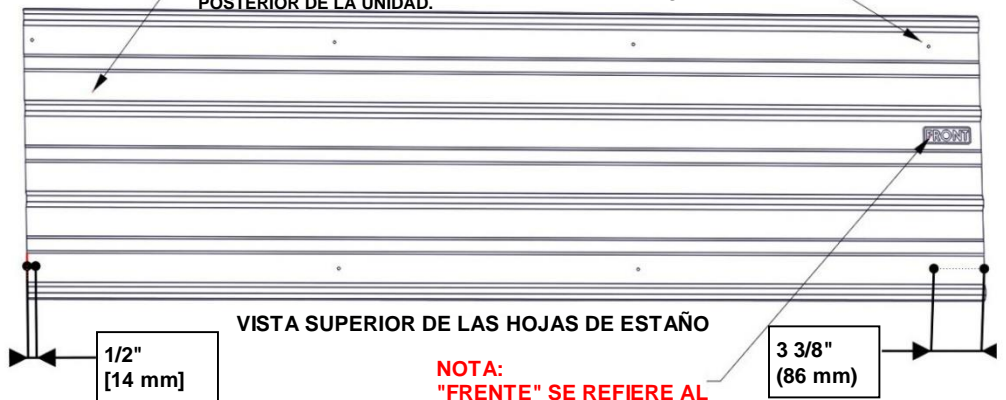 POSTERIOR DE LA UNIDAD.
FRONT
VISTA SUPERIOR DE LAS HOJAS DE ESTAÑO
1/2"
[14 mm]
NOTA:
"FRENTE" SE REFIERE AL
3 3/8"
(86 mm)